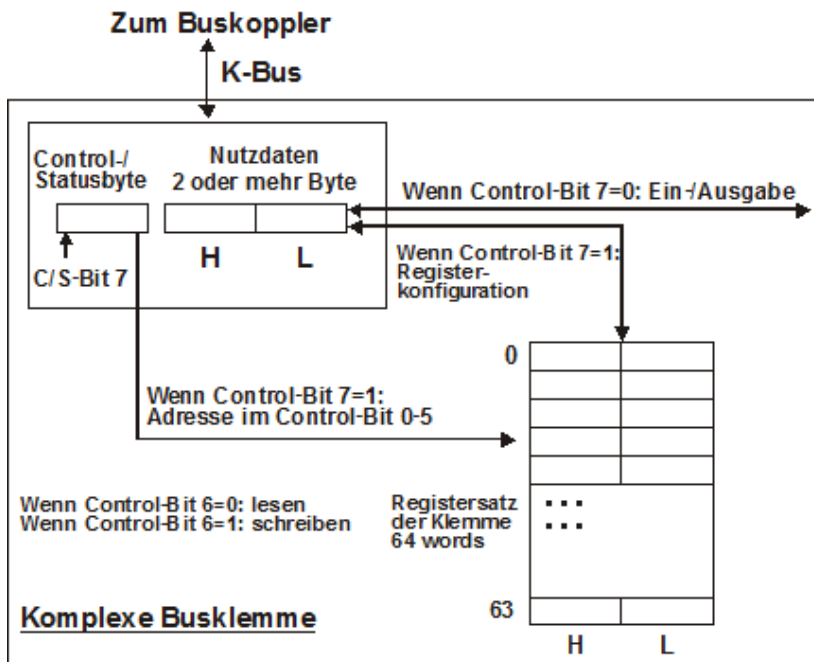 Zum Buskoppler
K-Bus
Control-/
Statusbyte
Nutzdaten
2 oder mehr Byte
Wenn Control-Bit 7=0: Ein-/Ausgabe
H
L
C/S-Bit 7
Wenn Control-Bit 7=1:
Register-
konfiguration
0
Wenn Control-Bit 7=1:
Adresse im Control-Bit 0-5
Wenn Control-Bit 6=0: lesen
Wenn Control-Bit 6=1: schreiben
Registersatz
der Klemme
64 words
63
Komplexe Busklemme
H
L